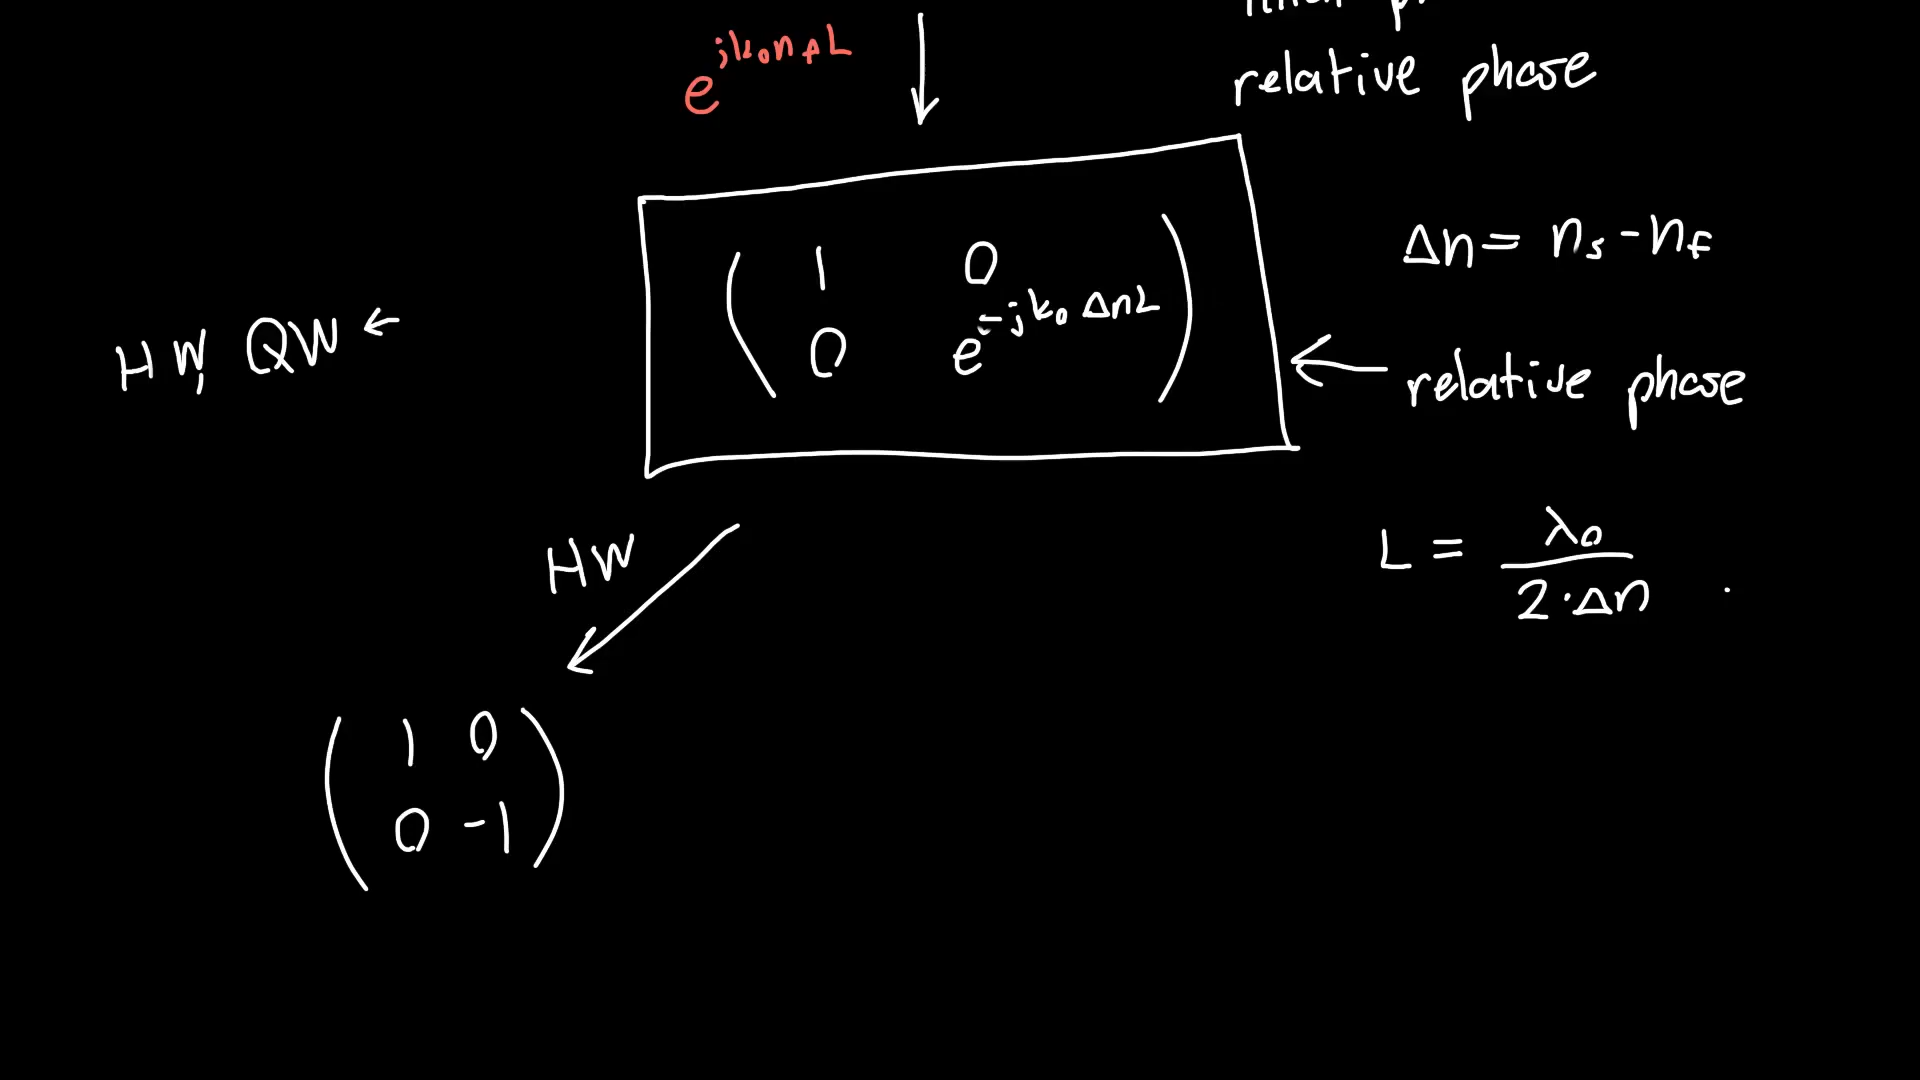 e^{jk₀n_fL}
relative phase
( 1 0
0 e^{-jk₀ΔnL} )
Δn = nₛ - n_f
HW, QW ←
relative phase
HW
L = λ₀ / 2·Δn
( 1 0
0 -1 )